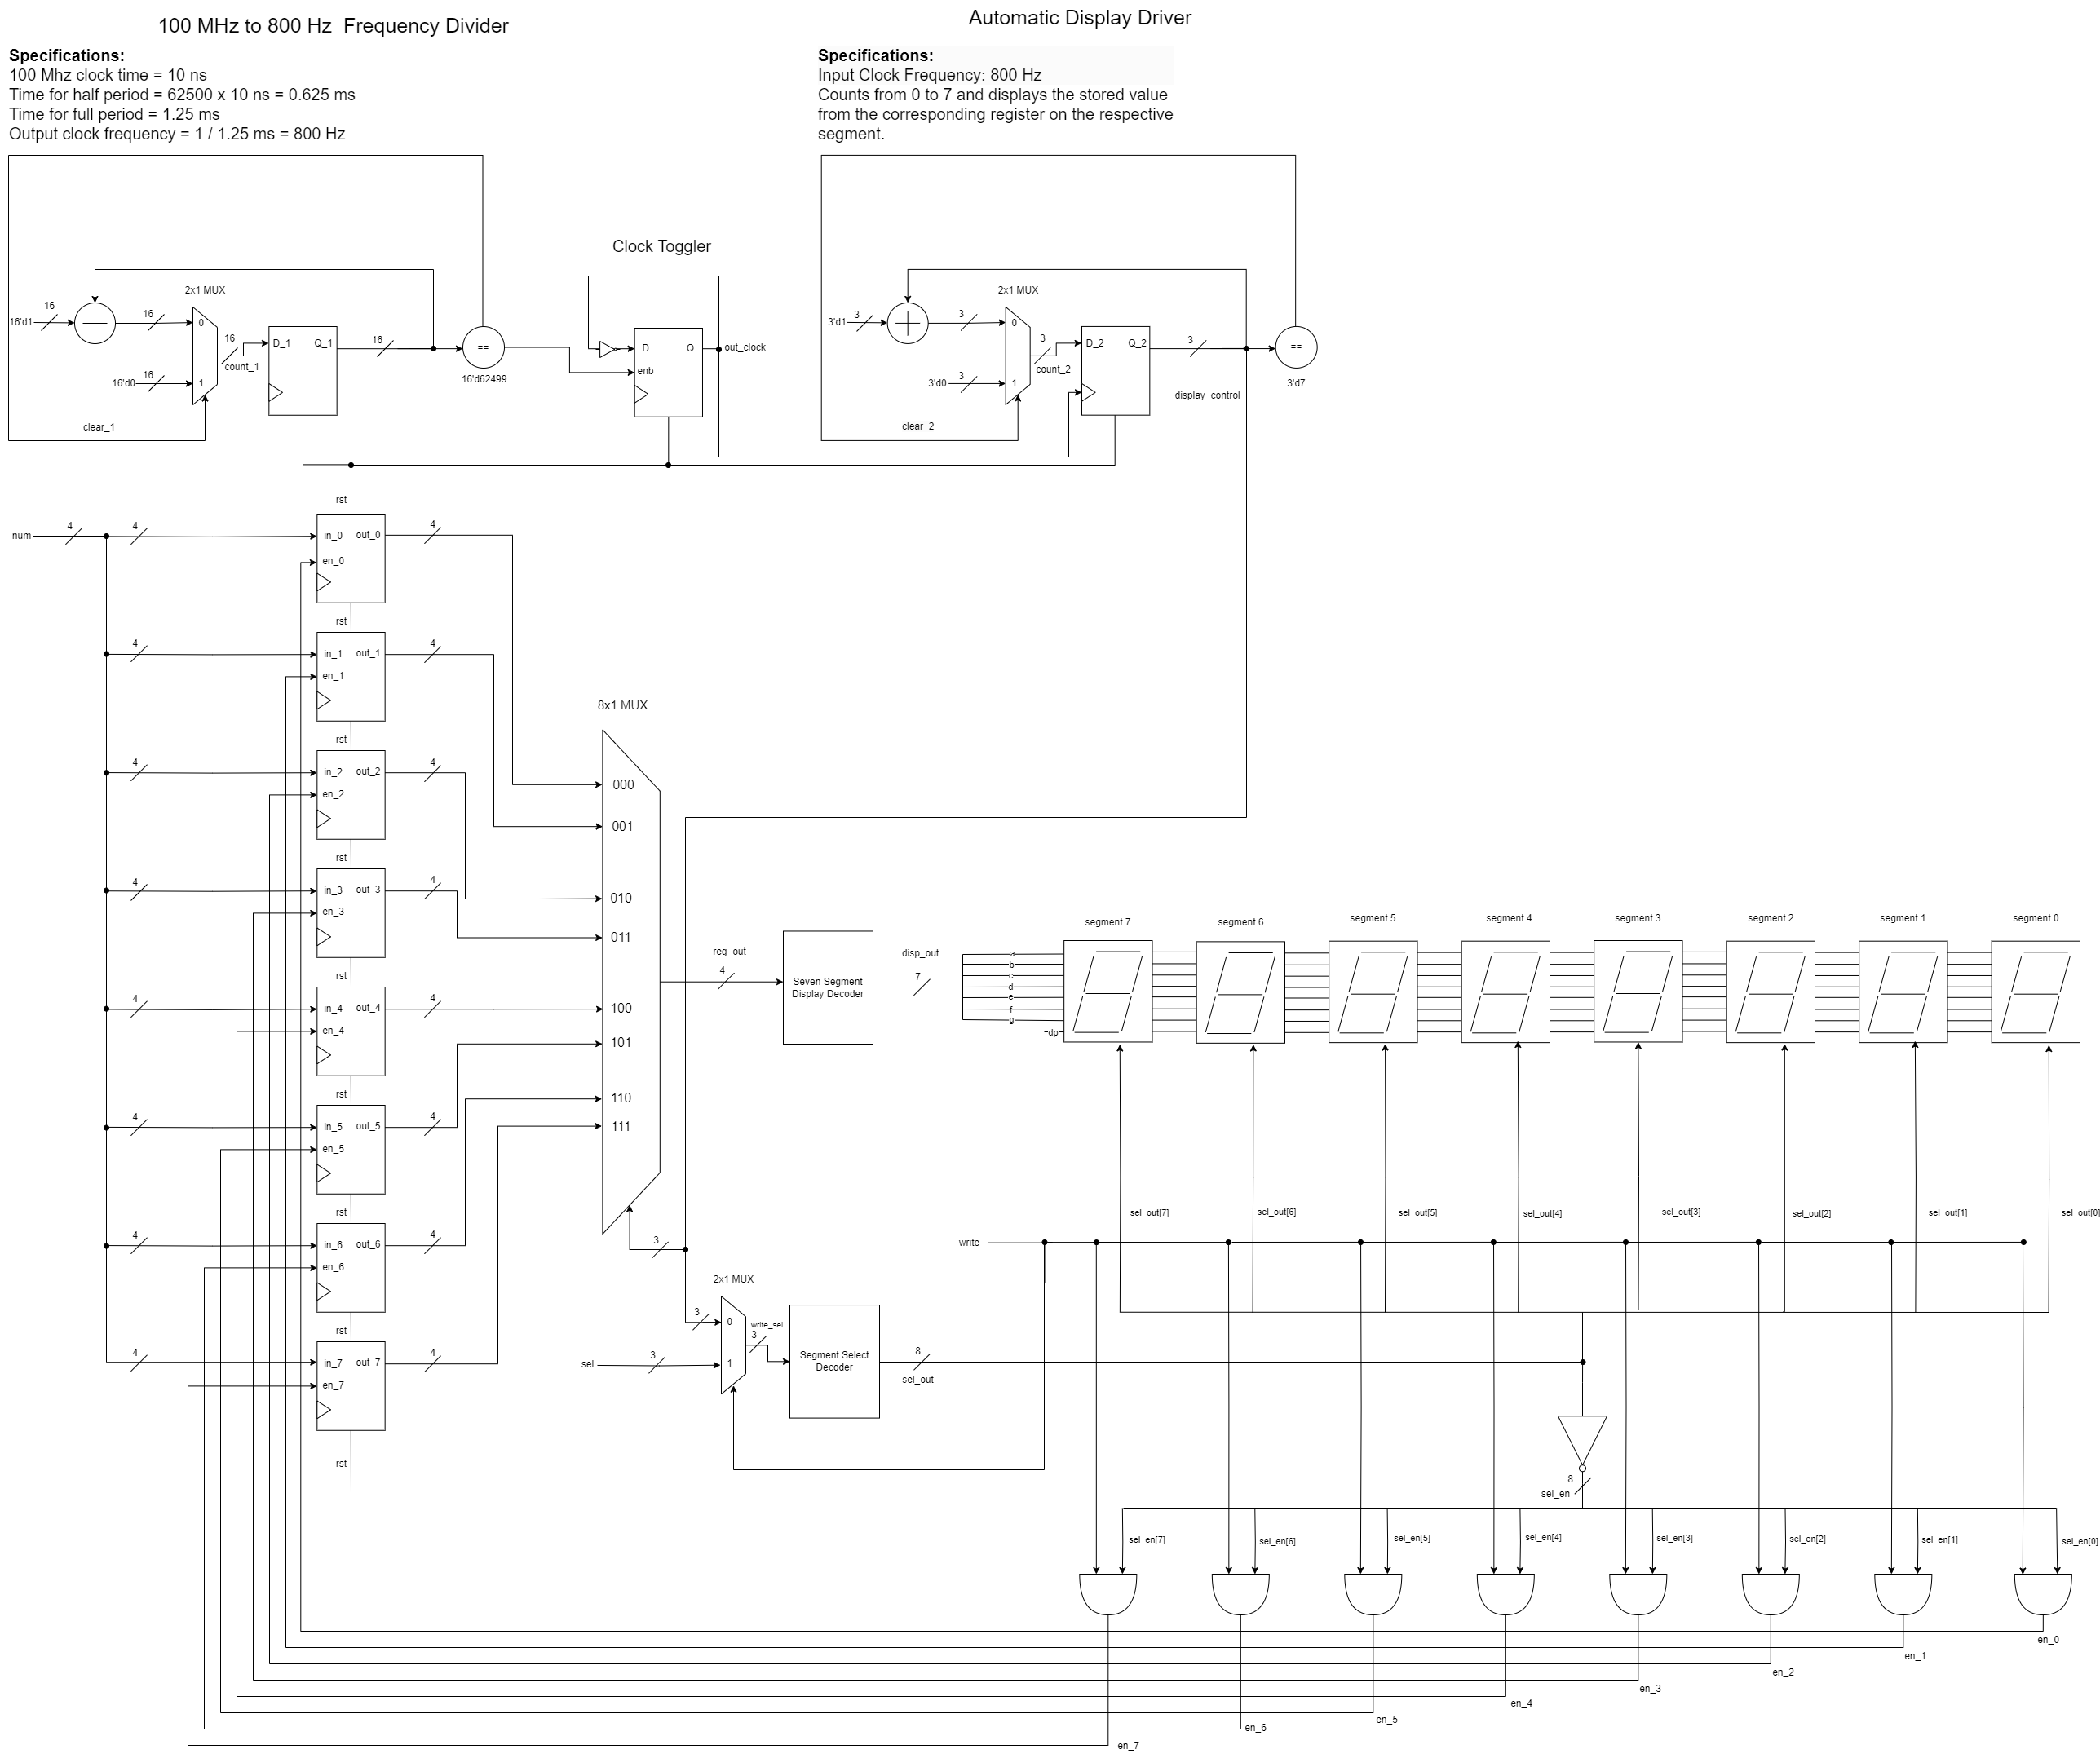 100 MHz to 800 Hz  Frequency Divider
Specifications:
100 Mhz clock time = 10 ns
Time for half period = 62500 x 10 ns = 0.625 ms
Time for full period = 1.25 ms
Output clock frequency = 1 / 1.25 ms = 800 Hz
Automatic Display Driver
Specifications:
Input Clock Frequency: 800 Hz
Counts from 0 to 7 and displays the stored value
from the corresponding register on the respective
segment.
16'd1
16
16
2x1 MUX
0
1
16'd0
16
16
count_1
clear_1
D_1
Q_1
16
==
16'd62499
Clock Toggler
D
Q
enb
out_clock
3'd1
3
3
2x1 MUX
0
1
3'd0
3
3
count_2
clear_2
D_2
Q_2
3
display_control
==
3'd7
rst
num
4
4
in_0
out_0
en_0
4
rst
4
in_1
out_1
en_1
4
rst
4
in_2
out_2
en_2
4
rst
4
in_3
out_3
en_3
4
rst
4
in_4
out_4
en_4
4
rst
4
in_5
out_5
en_5
4
rst
4
in_6
out_6
en_6
4
rst
4
in_7
out_7
en_7
4
rst
8x1 MUX
000
001
010
011
100
101
110
111
3
reg_out
4
Seven Segment
Display Decoder
disp_out
7
a
b
c
d
e
f
g
~dp
segment 7
segment 6
segment 5
segment 4
segment 3
segment 2
segment 1
segment 0
sel_out[7]
sel_out[6]
sel_out[5]
sel_out[4]
sel_out[3]
sel_out[2]
sel_out[1]
sel_out[0]
write
2x1 MUX
3
0
1
sel
3
write_sel
3
Segment Select
Decoder
8
sel_out
8
sel_en
sel_en[7]
sel_en[6]
sel_en[5]
sel_en[4]
sel_en[3]
sel_en[2]
sel_en[1]
sel_en[0]
en_0
en_1
en_2
en_3
en_4
en_5
en_6
en_7